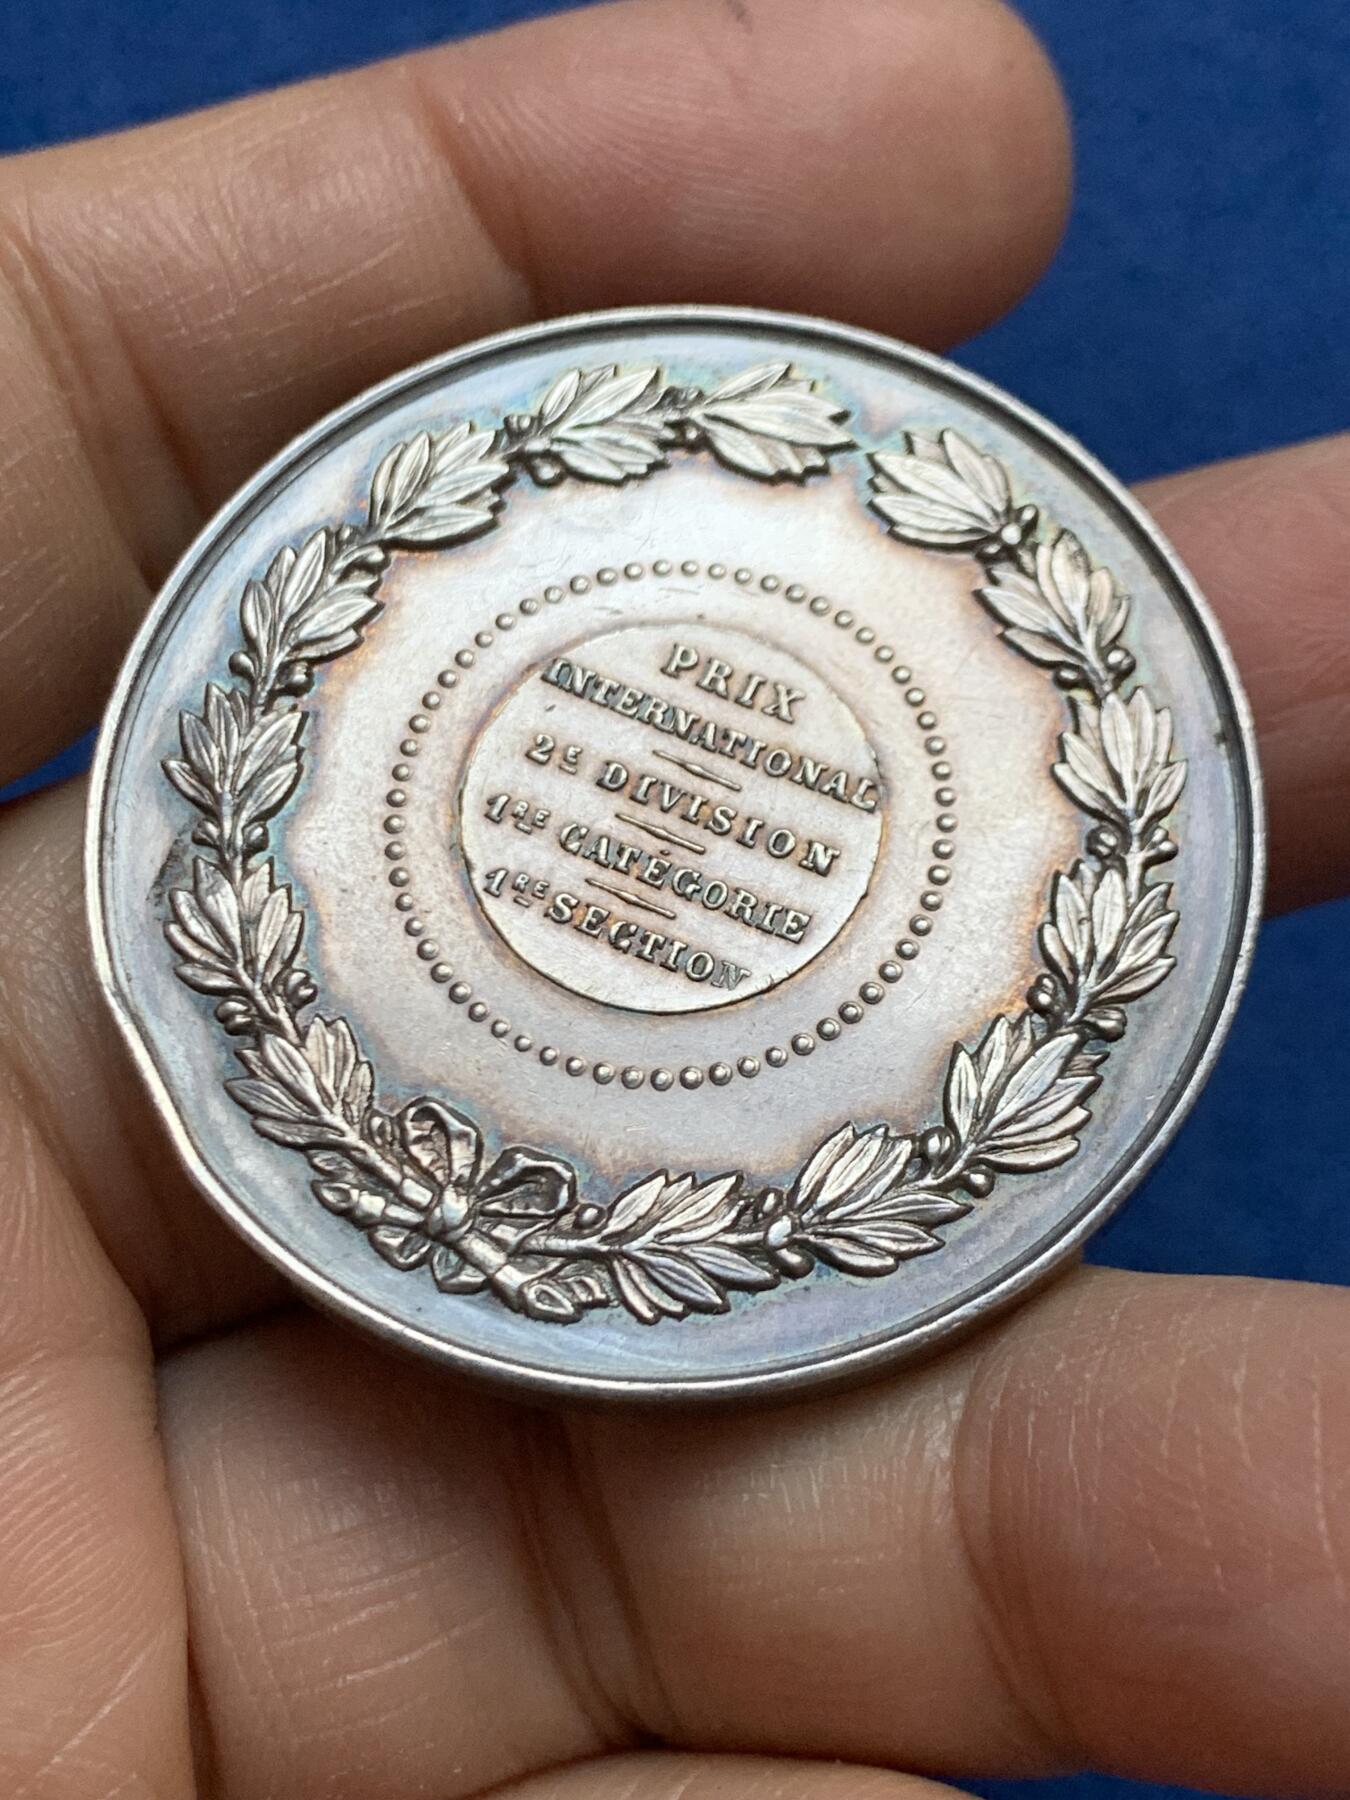 PRIX
INTERNATIONAL
2E DIVISION
1RE CATÉGORIE
1RE SECTION